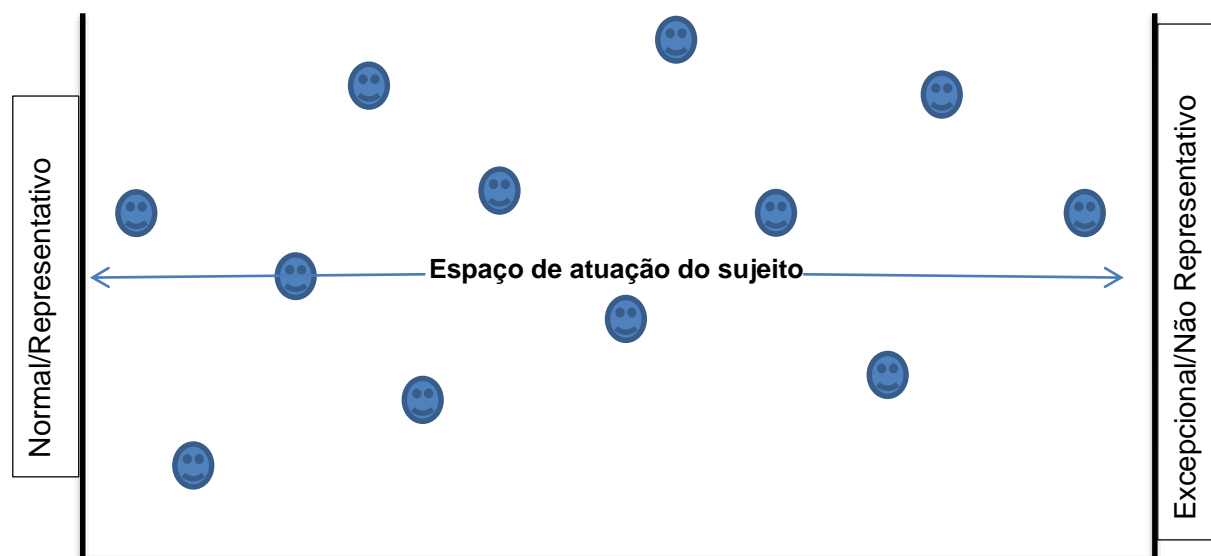 Normal/Representativo
Espaço de atuação do sujeito
Excepcional/Não Representativo